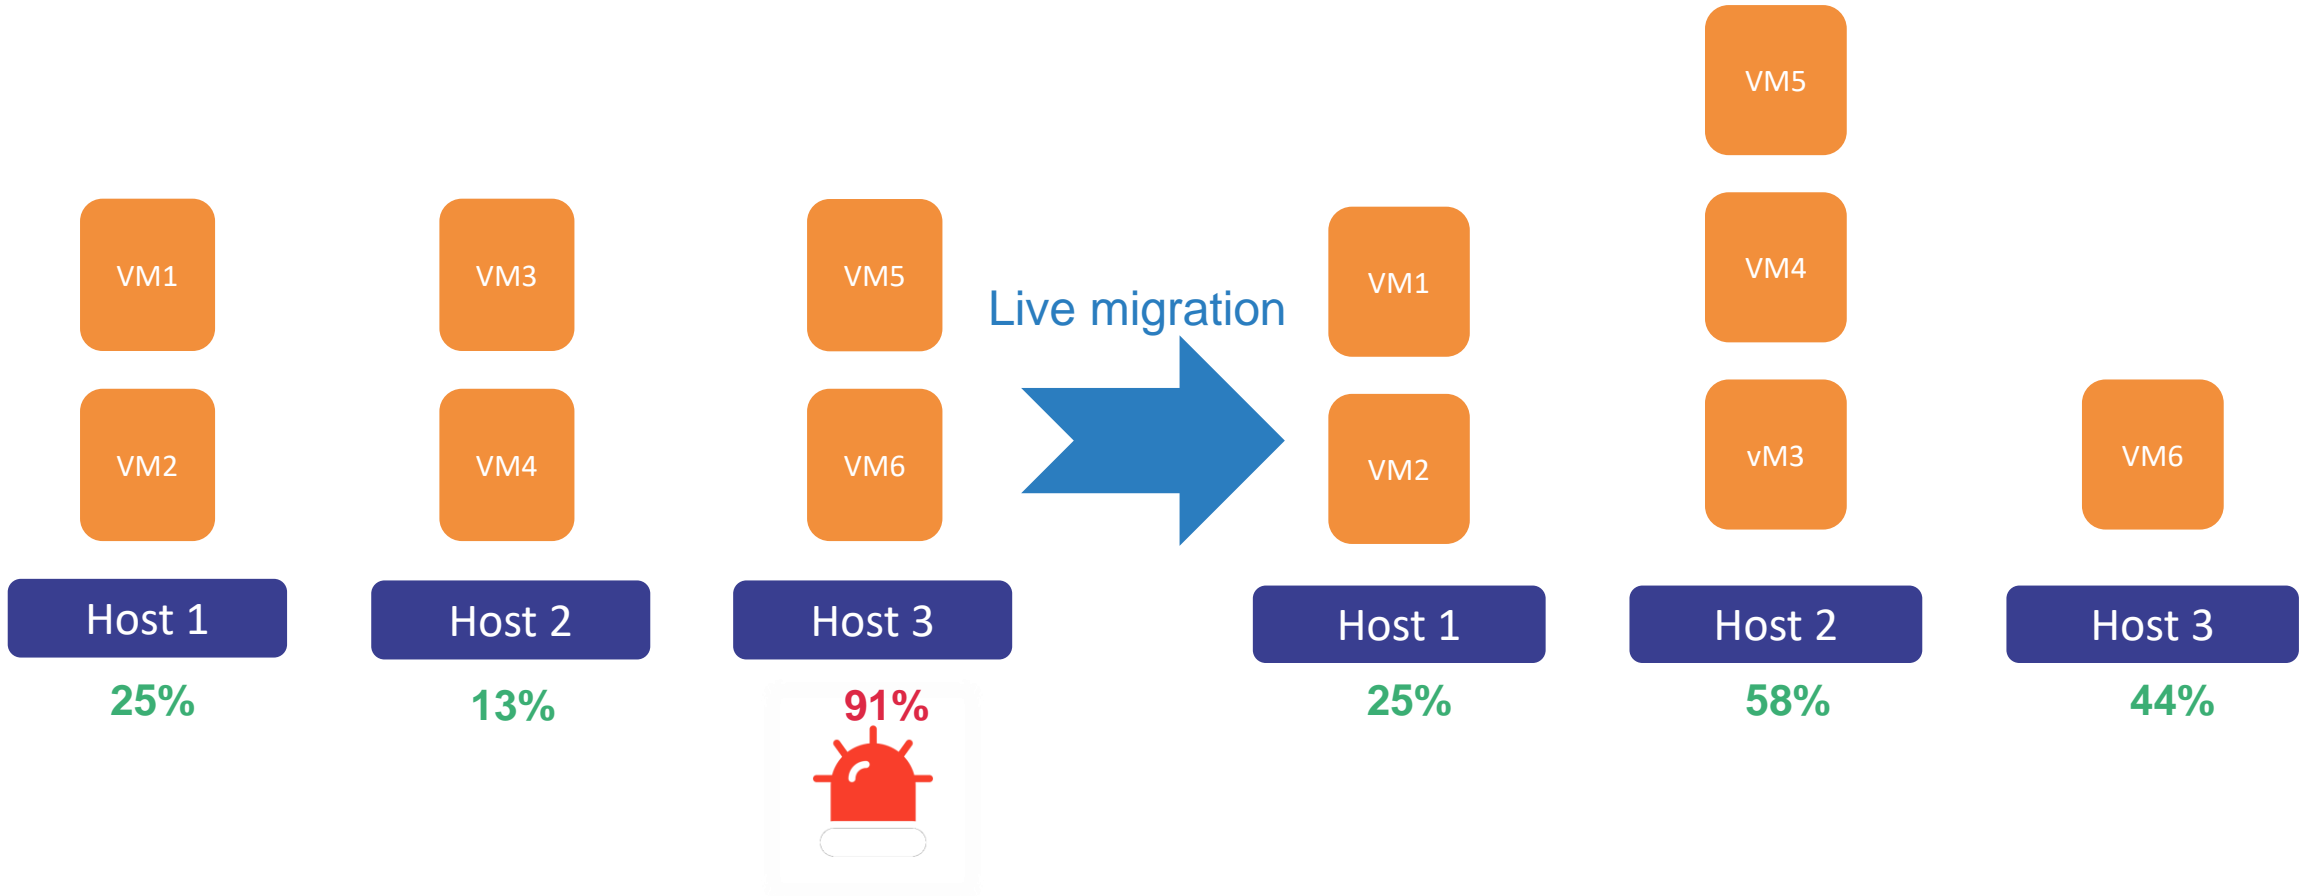 VM1
VM2
Host 1
25%
VM3
VM4
Host 2
13%
VM5
VM6
Host 3
91%
Live migration
VM1
VM2
Host 1
25%
VM5
VM4
vM3
Host 2
58%
VM6
Host 3
44%